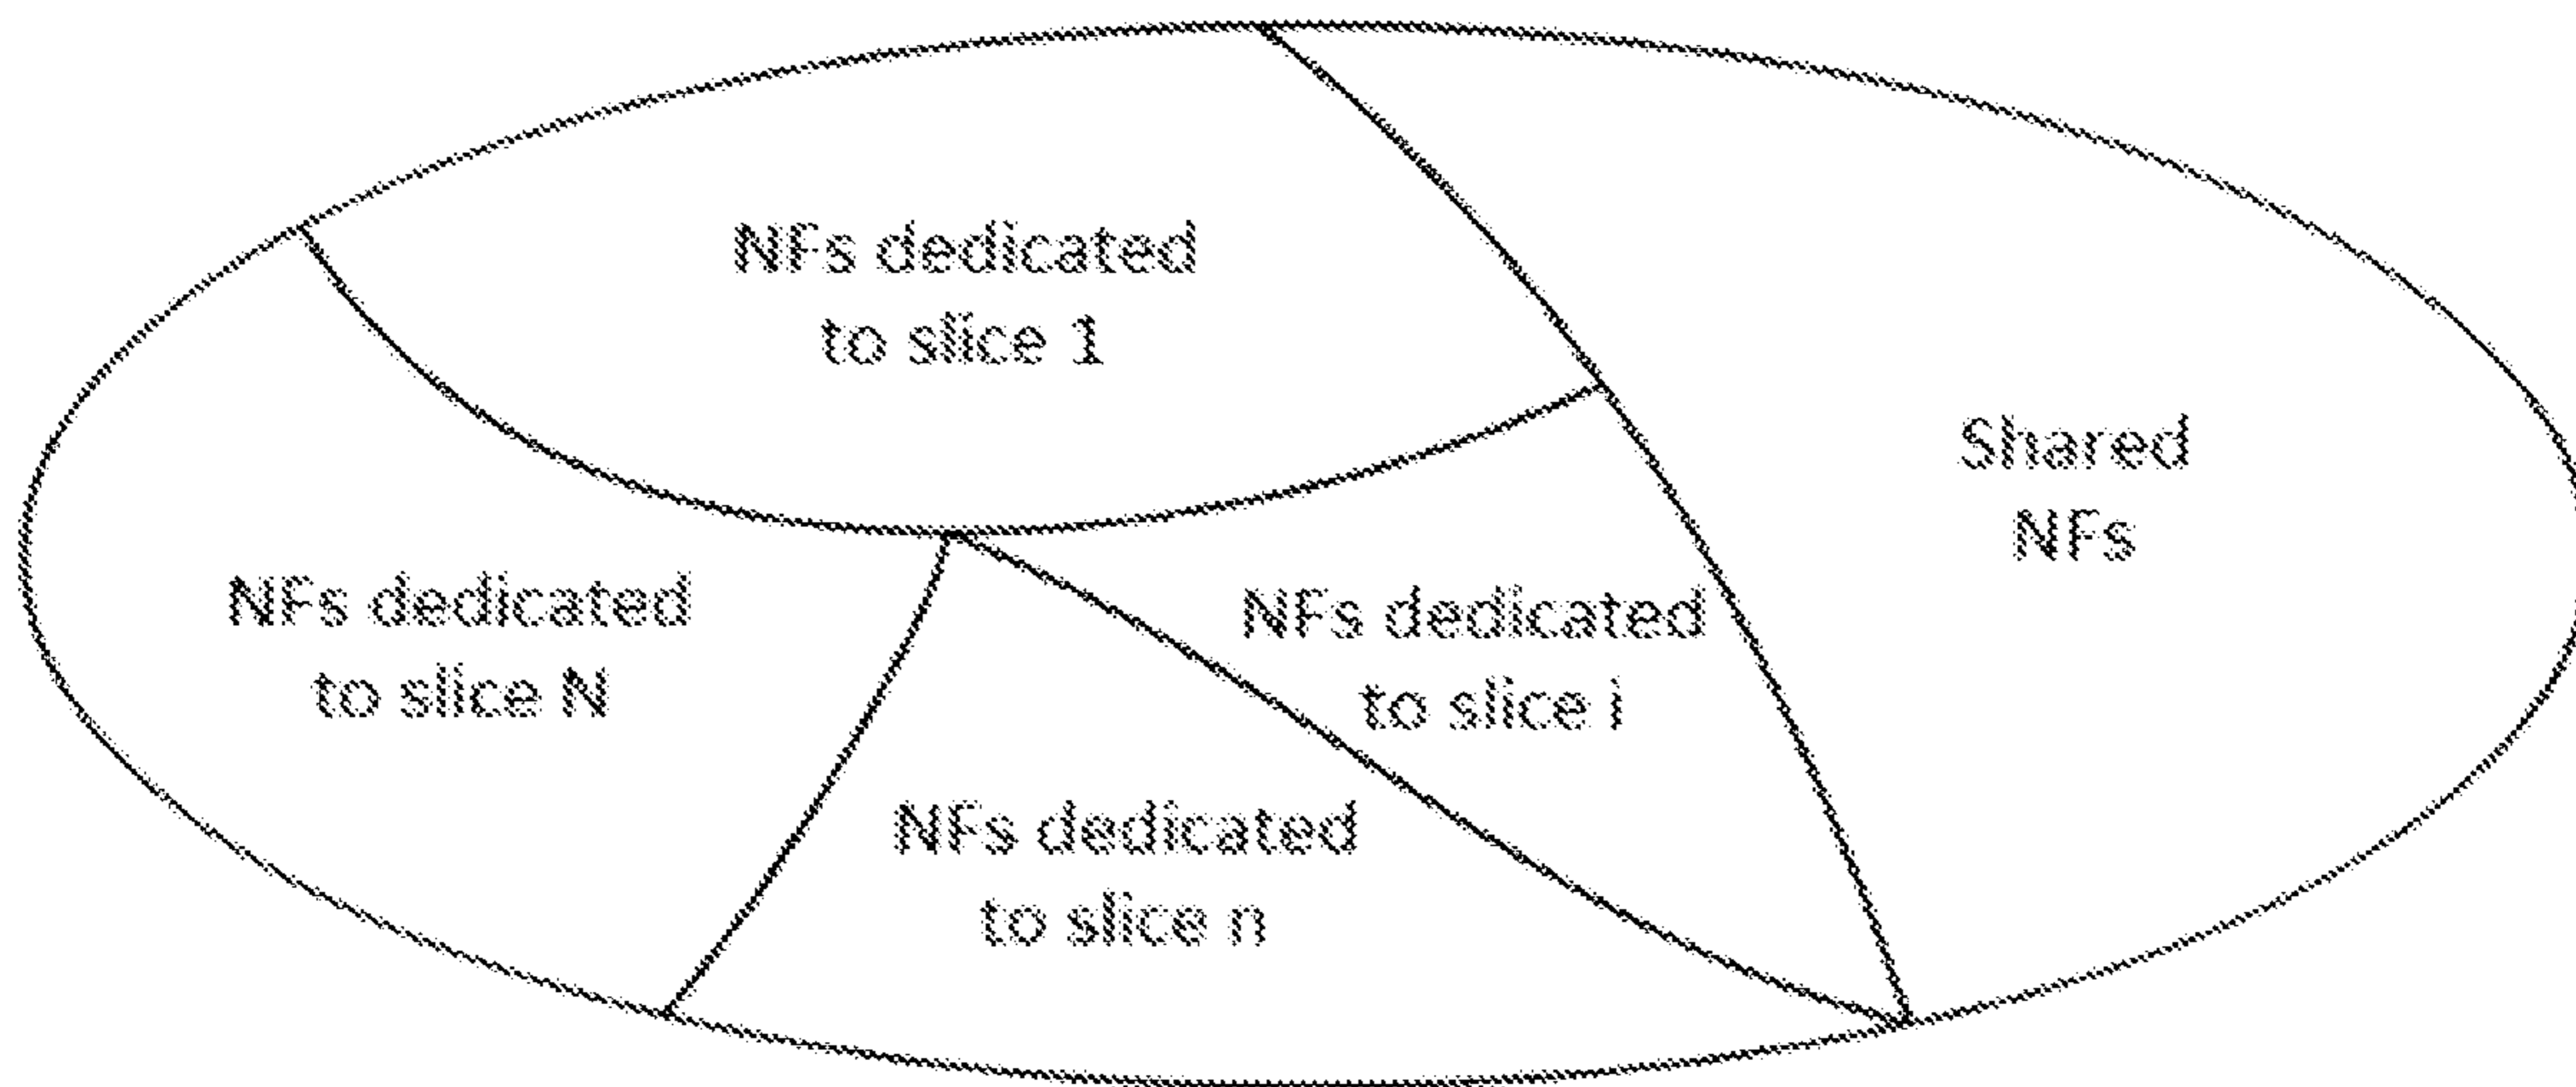 NFs dedicated
to slice 1
Shared
NFs
NFs dedicated
to slice N
NFs dedicated
to slice i
NFs dedicated
to slice n